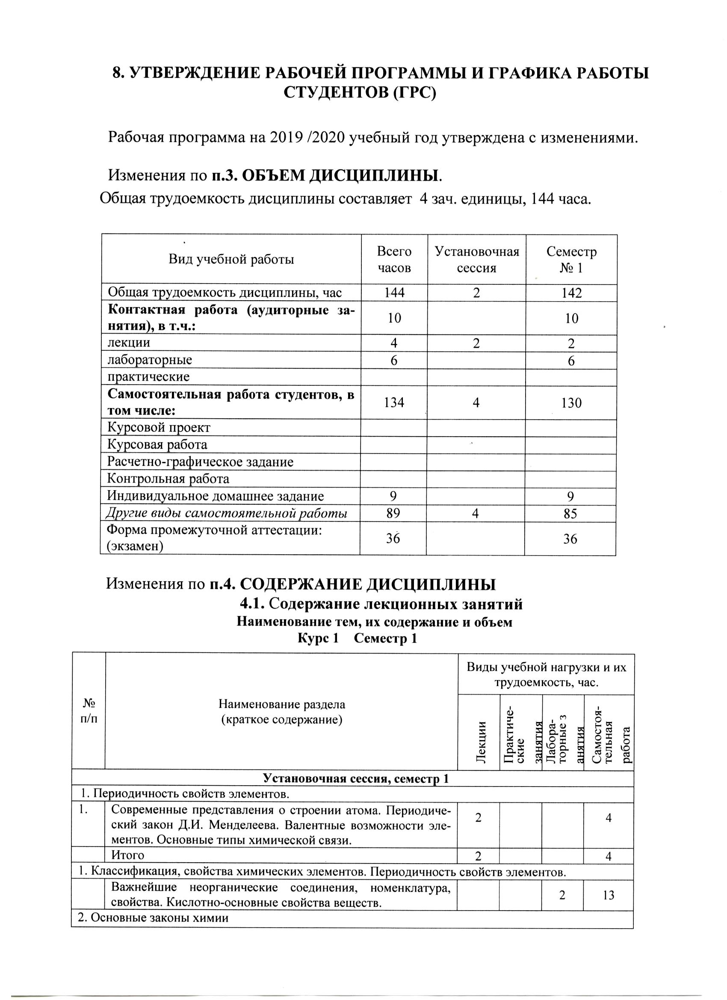 8. УТВЕРЖДЕНИЕ РАБОЧЕЙ ПРОГРАММЫ И ГРАФИКА РАБОТЫ
СТУДЕНТОВ (ГРС)
Рабочая программа на 2019 /2020 учебный год утверждена с изменениями.
Изменения по п.3. ОБЪЕМ ДИСЦИПЛИНЫ.
Общая трудоемкость дисциплины составляет 4 зач. единицы, 144 часа.
Вид учебной работы
Всего
часов
Установочная
сессия
Семестр
№ 1
Общая трудоемкость дисциплины, час 144 2 142
Контактная работа (аудиторные за-
нятия), в т.ч.:
10 10
лекции 4 2 2
лабораторные 6 6
практические
Самостоятельная работа студентов, в
том числе:
134 4 130
Курсовой проект
Курсовая работа
Расчетно-графическое задание
Контрольная работа
Индивидуальное домашнее задание 9 9
Другие виды самостоятельной работы 89 4 85
Форма промежуточной аттестации:
(экзамен)
36 36
Изменения по п.4. СОДЕРЖАНИЕ ДИСЦИПЛИНЫ
4.1. Содержание лекционных занятий
Наименование тем, их содержание и объем
Курс 1 Семестр 1
№
п/п
Наименование раздела
(краткое содержание)
Виды учебной нагрузки и их
трудоемкость, час.
Лекции
Практиче-
ские
занятия
Лабора-
торные з
анятия
Самостоя-
тельная
работа
Установочная сессия, семестр 1
1. Периодичность свойств элементов.
1. Современные представления о строении атома. Периодиче-
ский закон Д.И. Менделеева. Валентные возможности эле-
ментов. Основные типы химической связи.
2 4
Итого 2 4
1. Классификация, свойства химических элементов. Периодичность свойств элементов.
Важнейшие неорганические соединения, номенклатура,
свойства. Кислотно-основные свойства веществ.
2 13
2. Основные законы химии